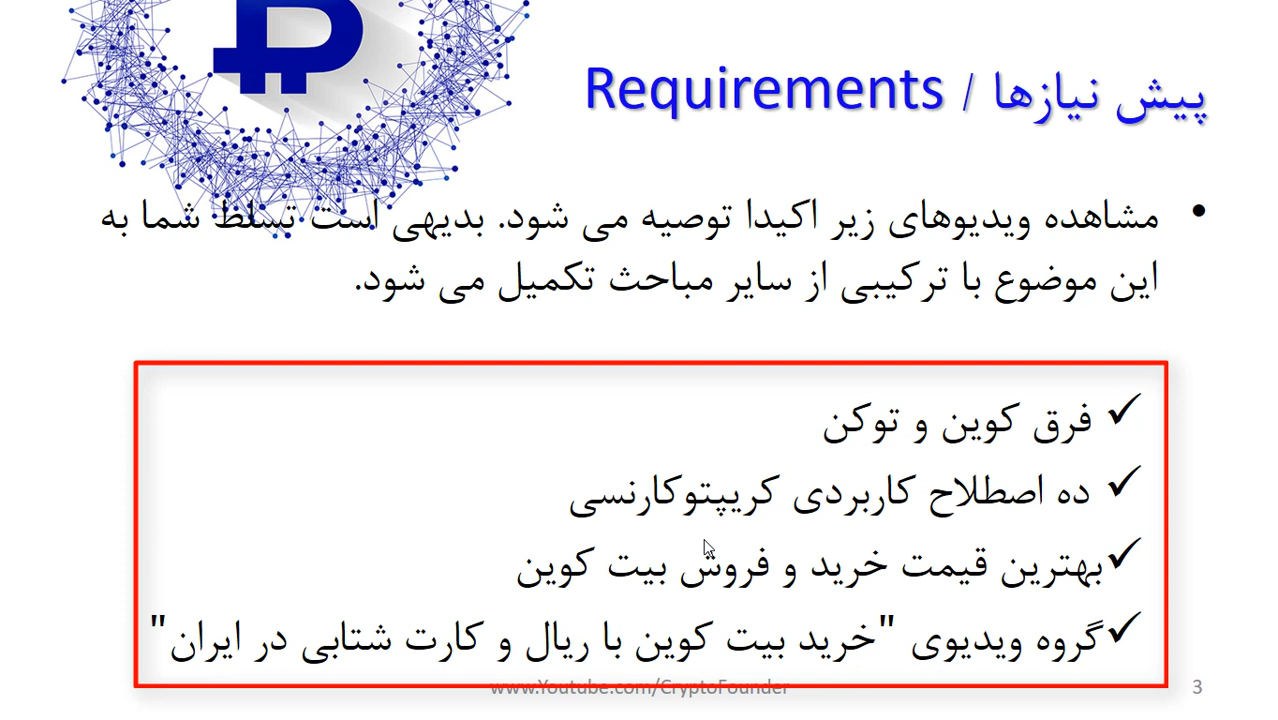 پیش نیازها / Requirements
• مشاهده ویدیوهای زیر اکیدا توصیه می شود. بدیهی است تسلط شما به
این موضوع با ترکیبی از سایر مباحث تکمیل می شود.
✓ فرق کوین و توکن
✓ ده اصطلاح کاربردی کریپتوکارنسی
✓ بهترین قیمت خرید و فروش بیت کوین
✓ گروه ویدیوی "خرید بیت کوین با ریال و کارت شتابی در ایران"
www.Youtube.com/CryptoFounder
3